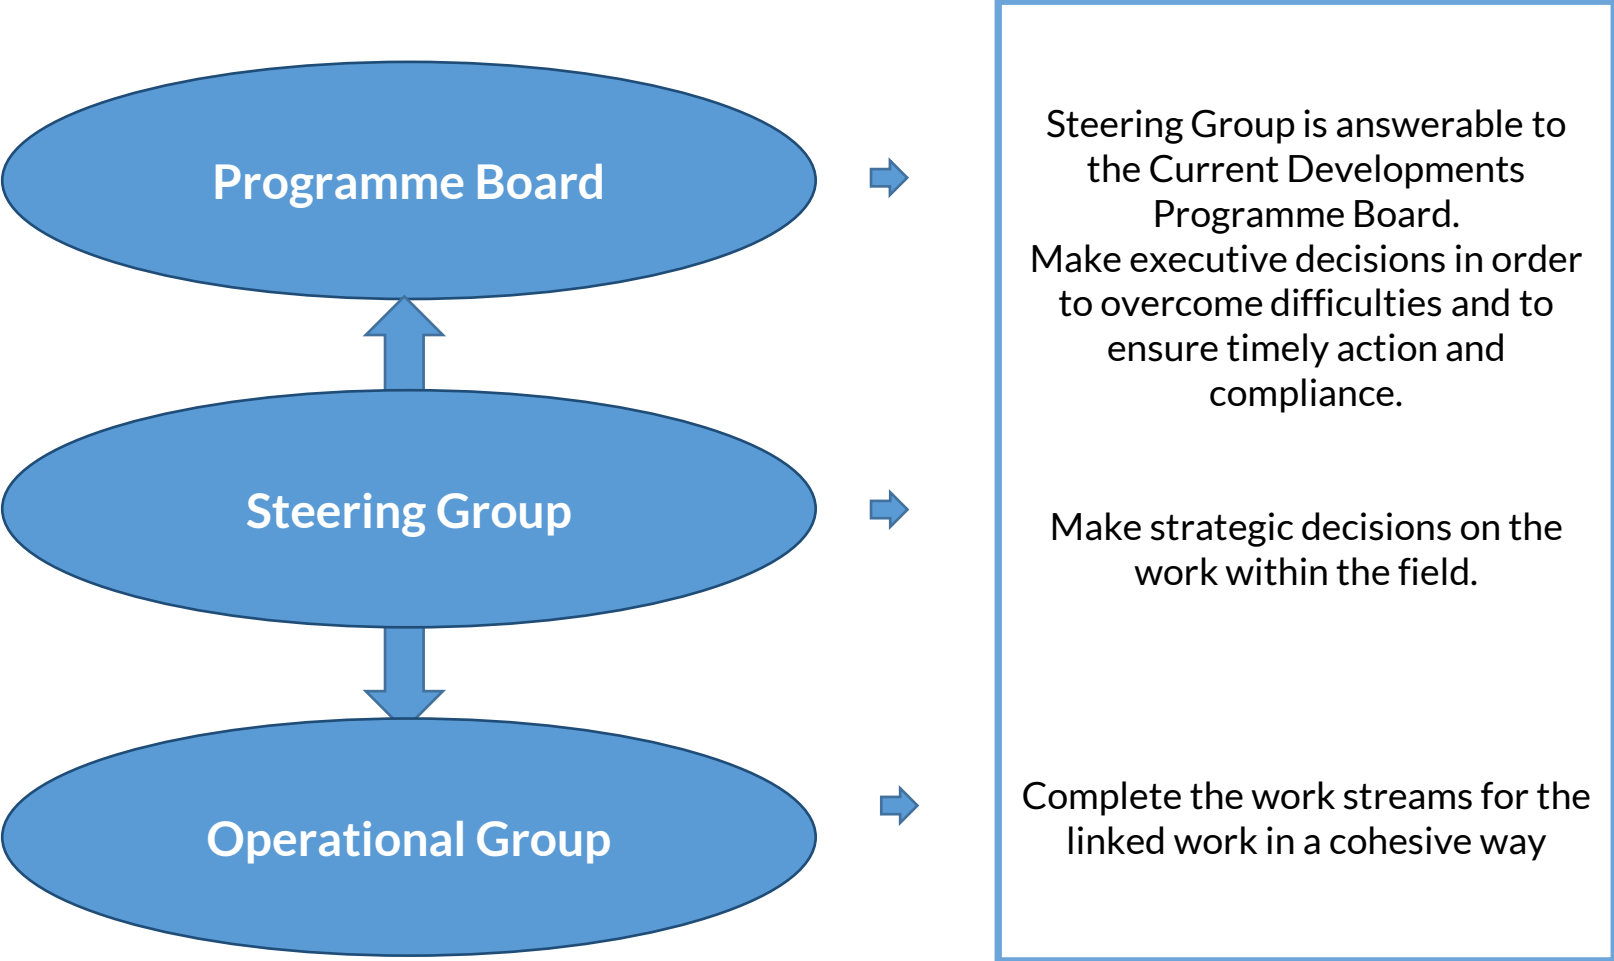 Programme Board
Steering Group is answerable to
the Current Developments
Programme Board.
Make executive decisions in order
to overcome difficulties and to
ensure timely action and
compliance.
Steering Group
Make strategic decisions on the
work within the field.
Operational Group
Complete the work streams for the
linked work in a cohesive way